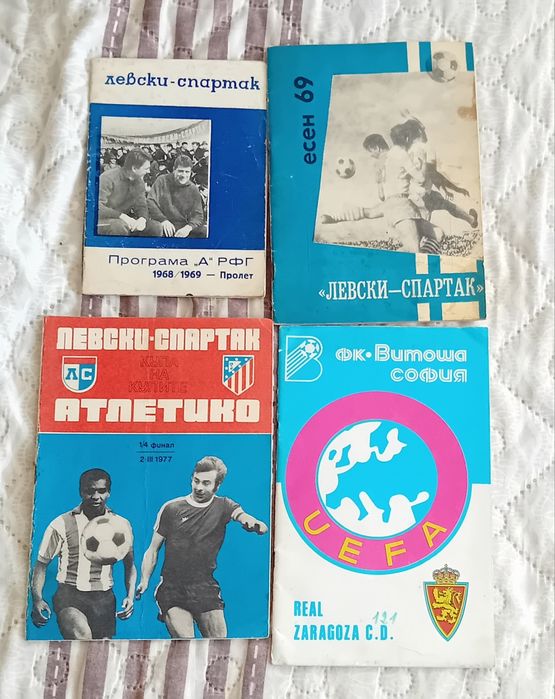 левски-спартак
Програма „А" РФГ
1968/1969 — Пролет
есен 69
«ЛЕВСКИ—СПАРТАК»
ЛЕВСКИ-СПАРТАК
ЛС
КУПА
НА
КУПИТЕ
АТЛЕТИКО
1/4 финал
2-III 1977
В
ФК•Витоша
СОФИЯ
UEFA
REAL
ZARAGOZA C.D.
121